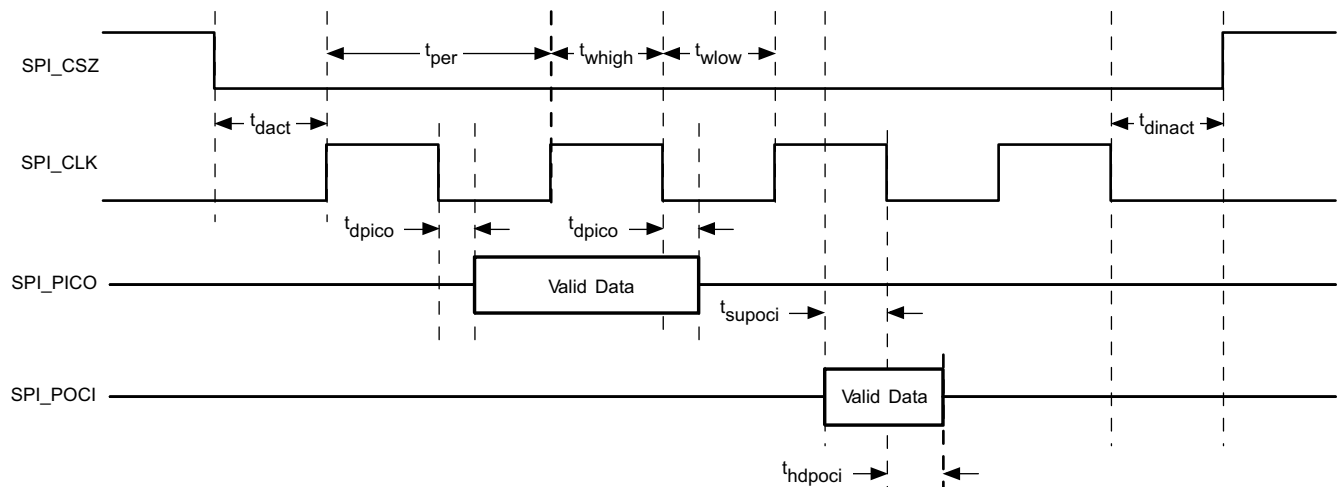 SPI_CSZ
tper
twhigh
twlow
tdact
tdinact
SPI_CLK
tdpico
tdpico
SPI_PICO
Valid Data
tsupoci
SPI_POCI
Valid Data
thdpoci